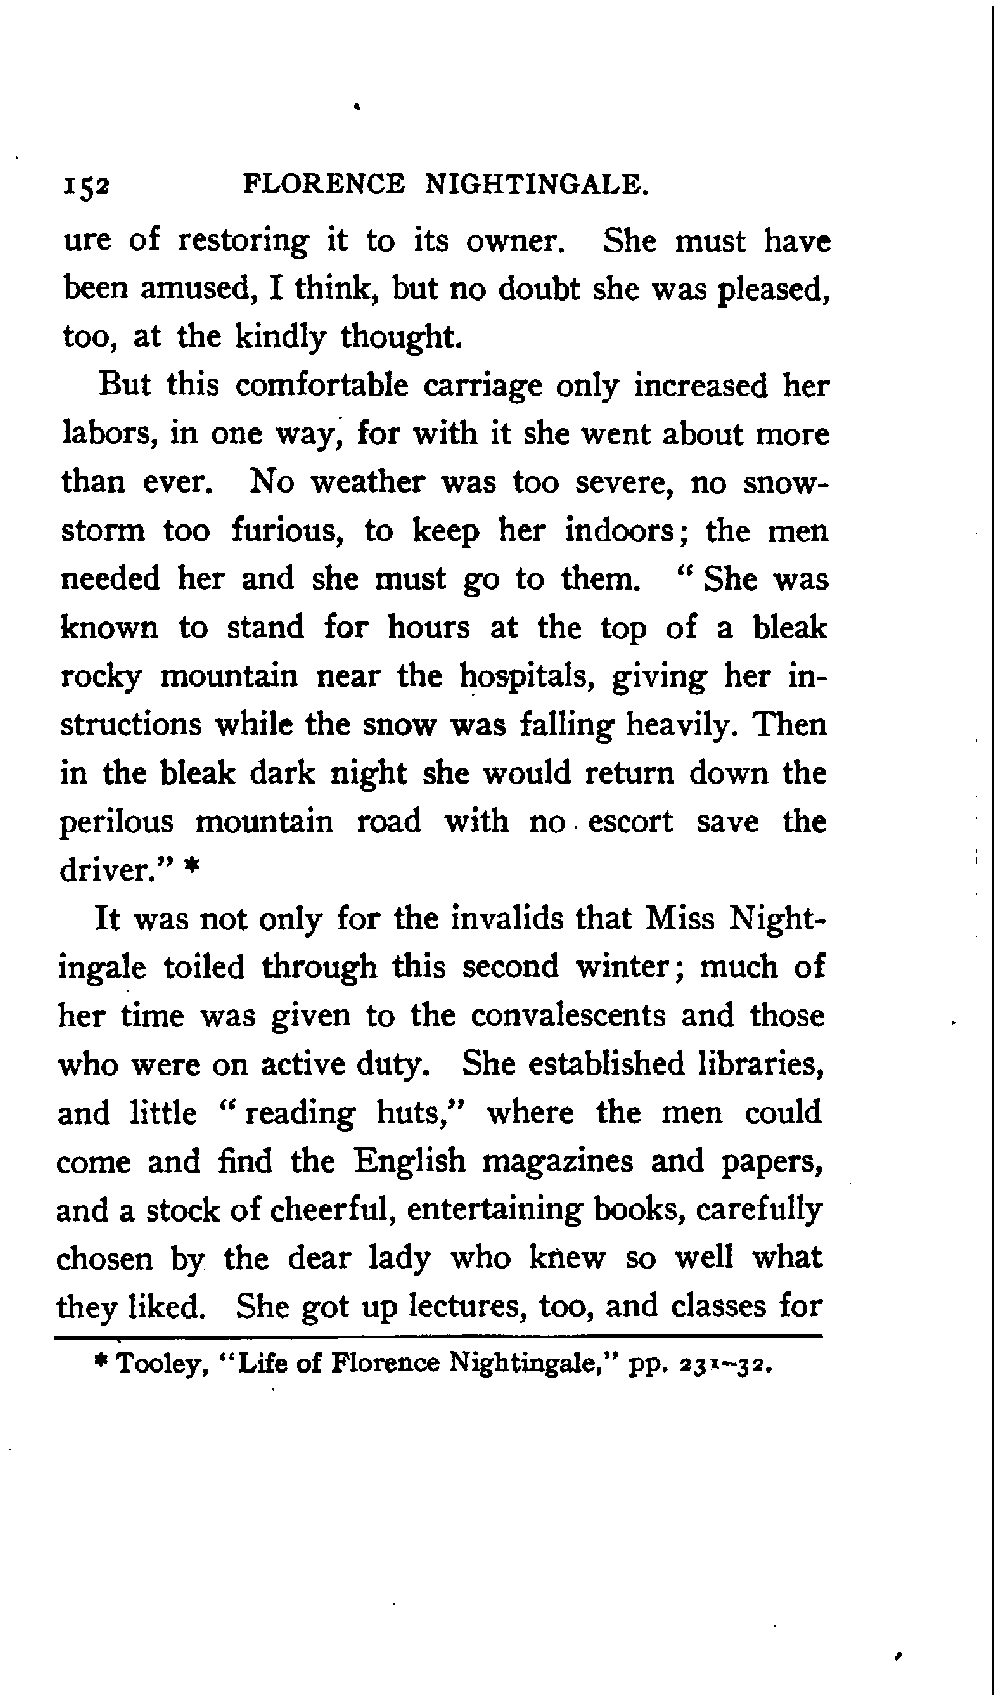 152 FLORENCE NIGHTINGALE.
ure of restoring it to its owner. She must have
been amused, I think, but no doubt she was pleased,
too, at the kindly thought.
But this comfortable carriage only increased her
labors, in one way, for with it she went about more
than ever. No weather was too severe, no snow-
storm too furious, to keep her indoors; the men
needed her and she must go to them. “She was
known to stand for hours at the top of a bleak
rocky mountain near the hospitals, giving her in-
structions while the snow was falling heavily. Then
in the bleak dark night she would return down the
perilous mountain road with no escort save the
driver.” *
It was not only for the invalids that Miss Night-
ingale toiled through this second winter; much of
her time was given to the convalescents and those
who were on active duty. She established libraries,
and little “reading huts,” where the men could
come and find the English magazines and papers,
and a stock of cheerful, entertaining books, carefully
chosen by the dear lady who knew so well what
they liked. She got up lectures, too, and classes for
* Tooley, “Life of Florence Nightingale,” pp. 231–32.